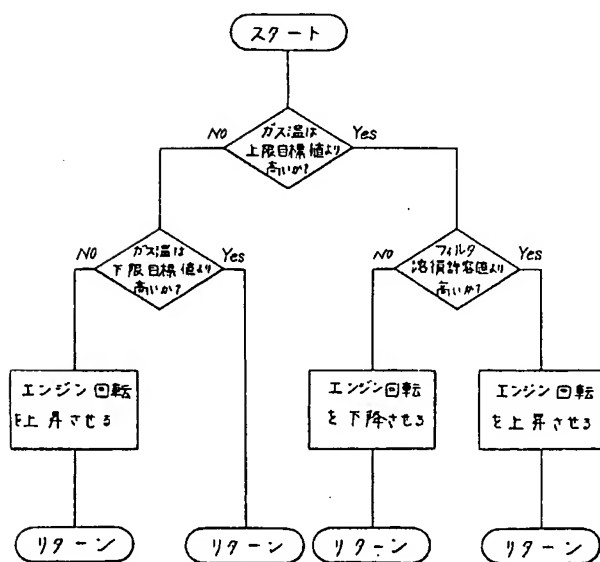 スタート
NO
ガス温は
上限目標値より
高いか?
Yes
NO
ガス温は
下限目標値より
高いか?
Yes
NO
フィルタ
溶損許容値より
高いか?
Yes
エンジン回転
を上昇させる
エンジン回転
を下降させる
エンジン回転
を上昇させる
リターン
リターン
リターン
リターン